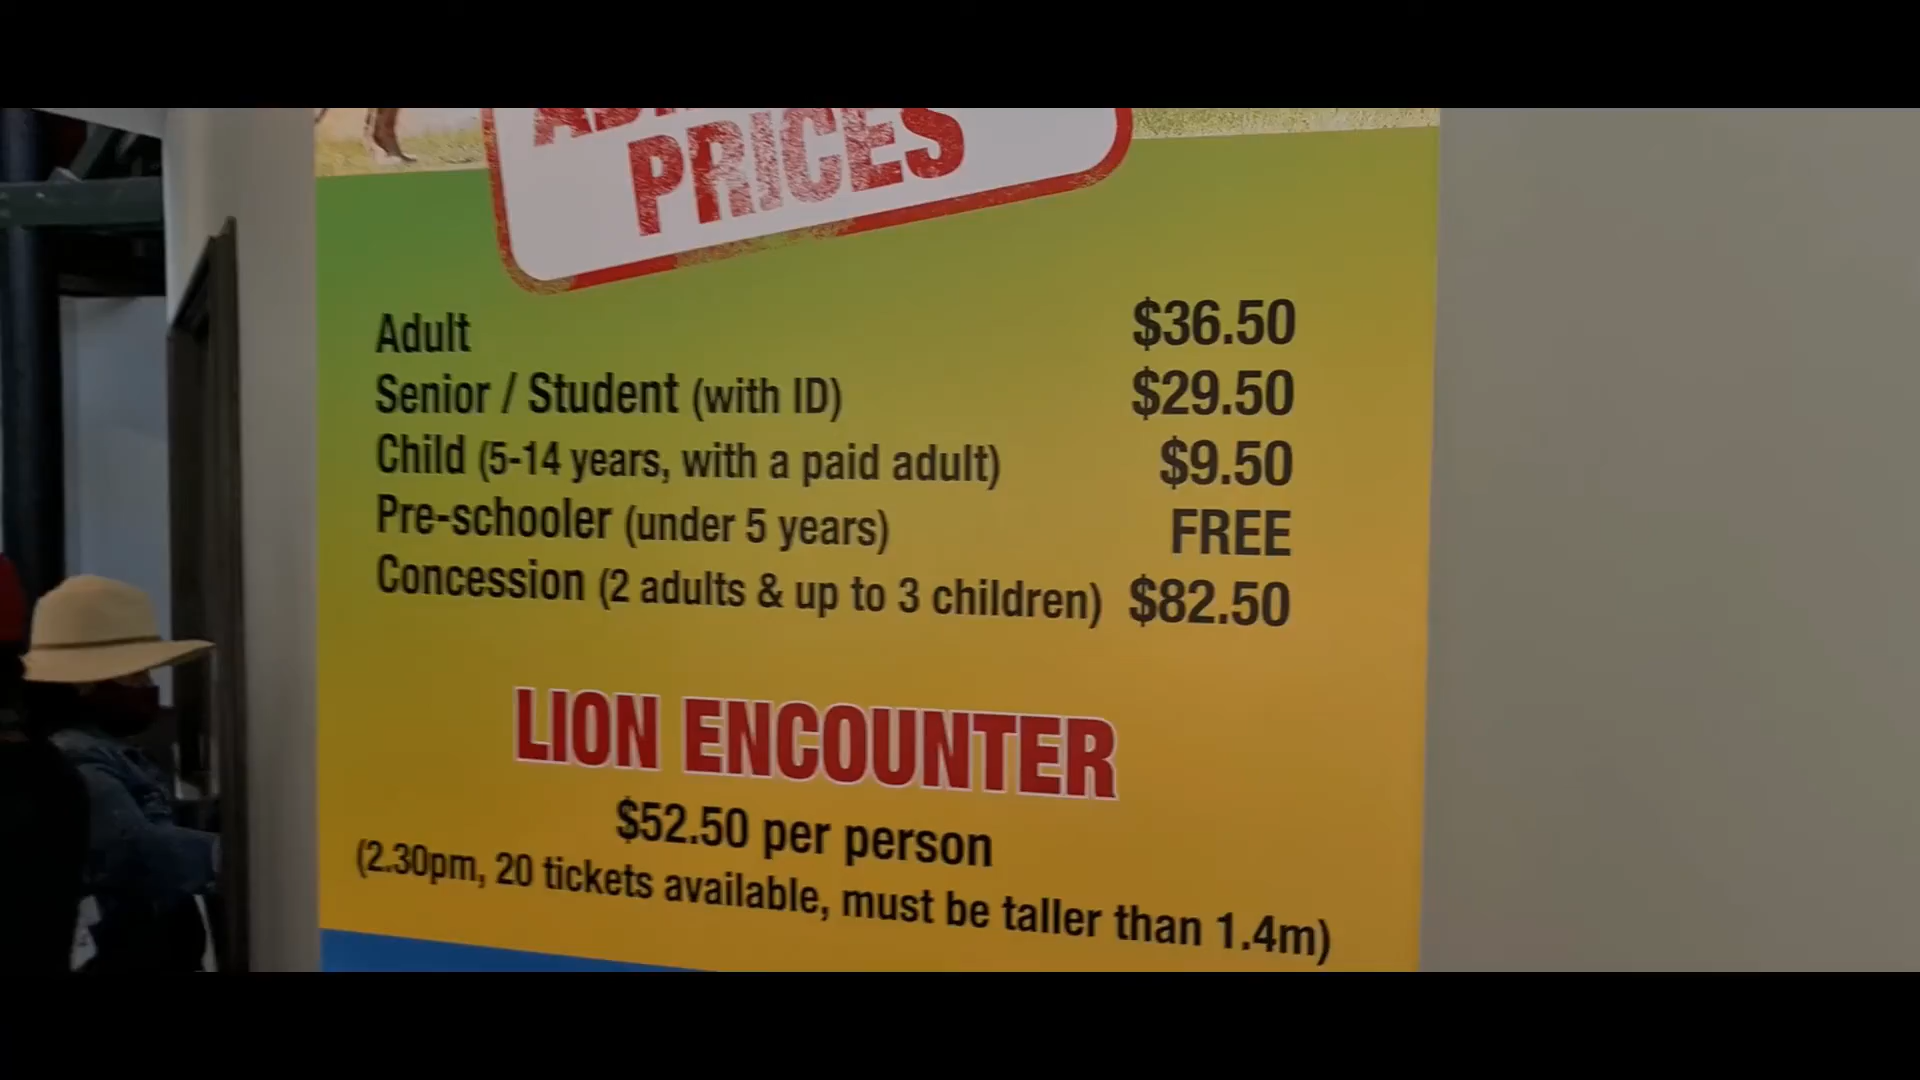 PRICES
Adult $36.50
Senior / Student (with ID) $29.50
Child (5-14 years, with a paid adult) $9.50
Pre-schooler (under 5 years) FREE
Concession (2 adults & up to 3 children) $82.50
LION ENCOUNTER
$52.50 per person
(2.30pm, 20 tickets available, must be taller than 1.4m)